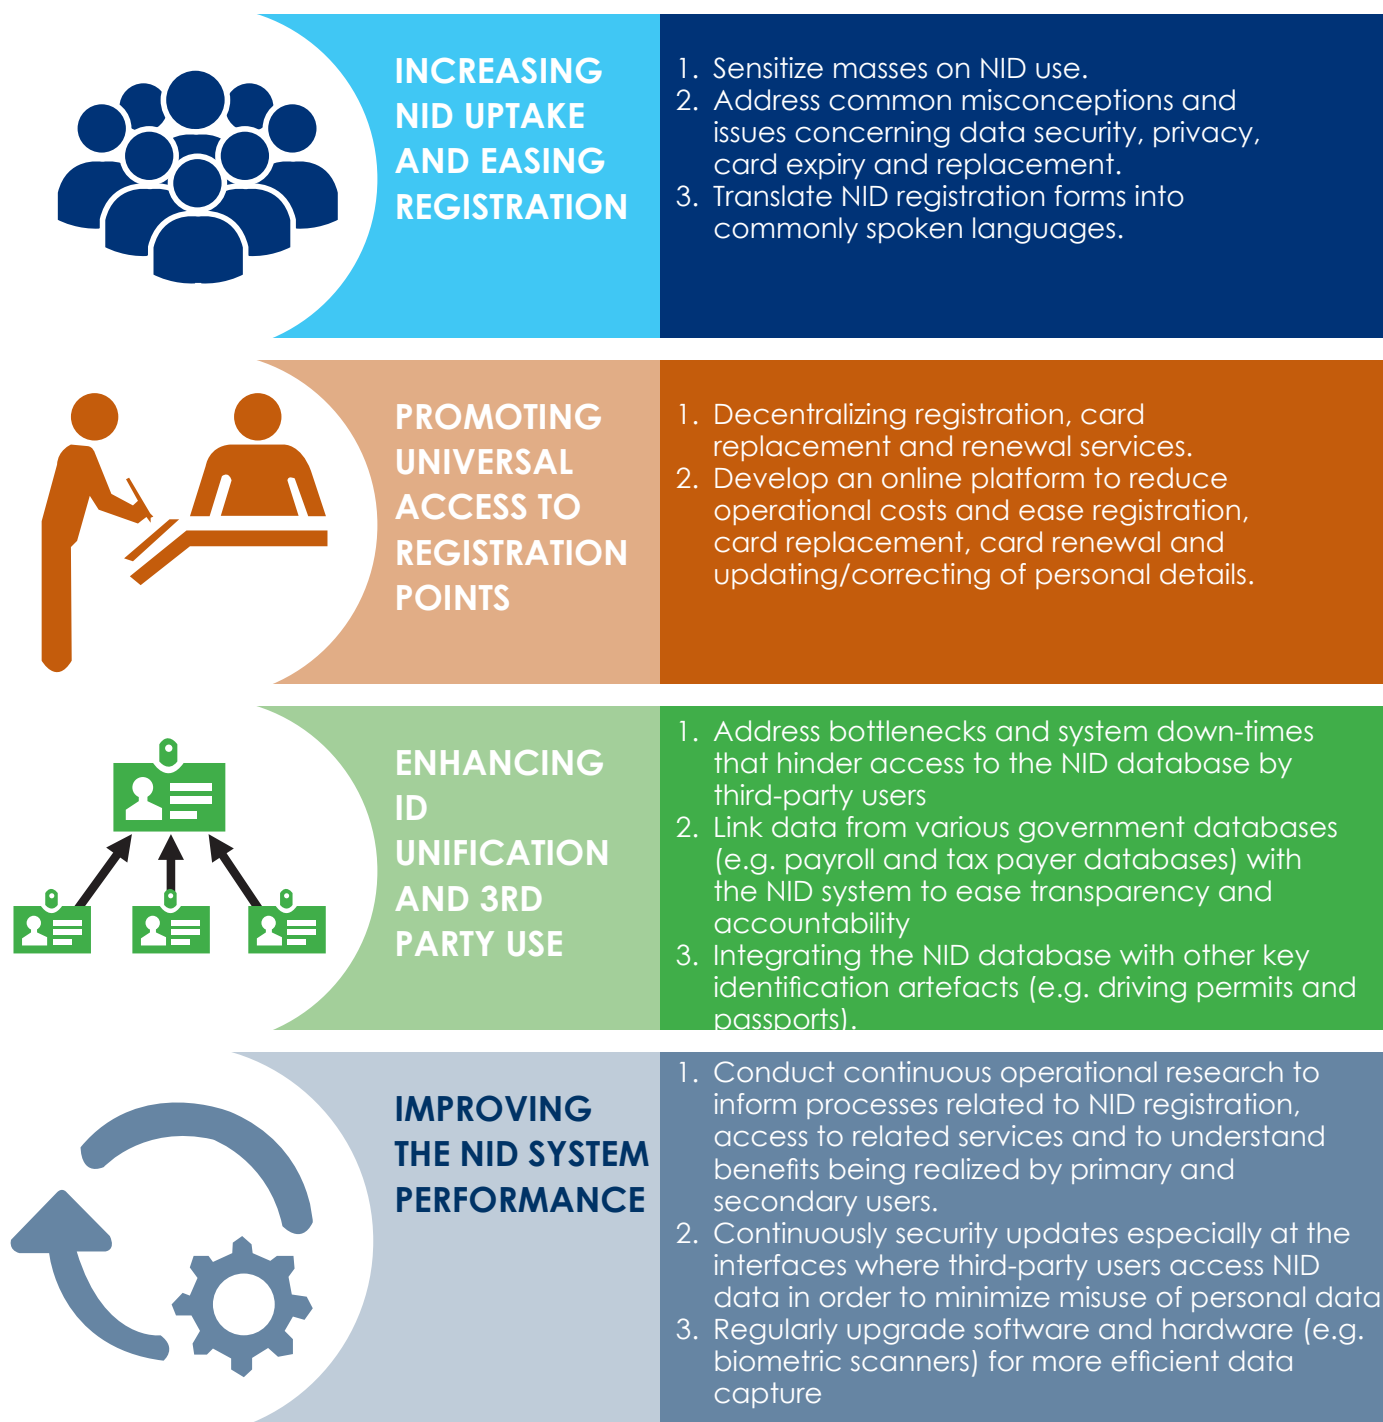 INCREASING
NID UPTAKE
AND EASING
REGISTRATION
1. Sensitize masses on NID use.
2. Address common misconceptions and
issues concerning data security, privacy,
card expiry and replacement.
3. Translate NID registration forms into
commonly spoken languages.
PROMOTING
UNIVERSAL
ACCESS TO
REGISTRATION
POINTS
1. Decentralizing registration, card
replacement and renewal services.
2. Develop an online platform to reduce
operational costs and ease registration,
card replacement, card renewal and
updating/correcting of personal details.
ENHANCING
ID
UNIFICATION
AND 3RD
PARTY USE
1. Address bottlenecks and system down-times
that hinder access to the NID database by
third-party users
2. Link data from various government databases
(e.g. payroll and tax payer databases) with
the NID system to ease transparency and
accountability
3. Integrating the NID database with other key
identification artefacts (e.g. driving permits and
passports).
IMPROVING
THE NID SYSTEM
PERFORMANCE
1. Conduct continuous operational research to
inform processes related to NID registration,
access to related services and to understand
benefits being realized by primary and
secondary users.
2. Continuously security updates especially at the
interfaces where third-party users access NID
data in order to minimize misuse of personal data
3. Regularly upgrade software and hardware (e.g.
biometric scanners) for more efficient data
capture